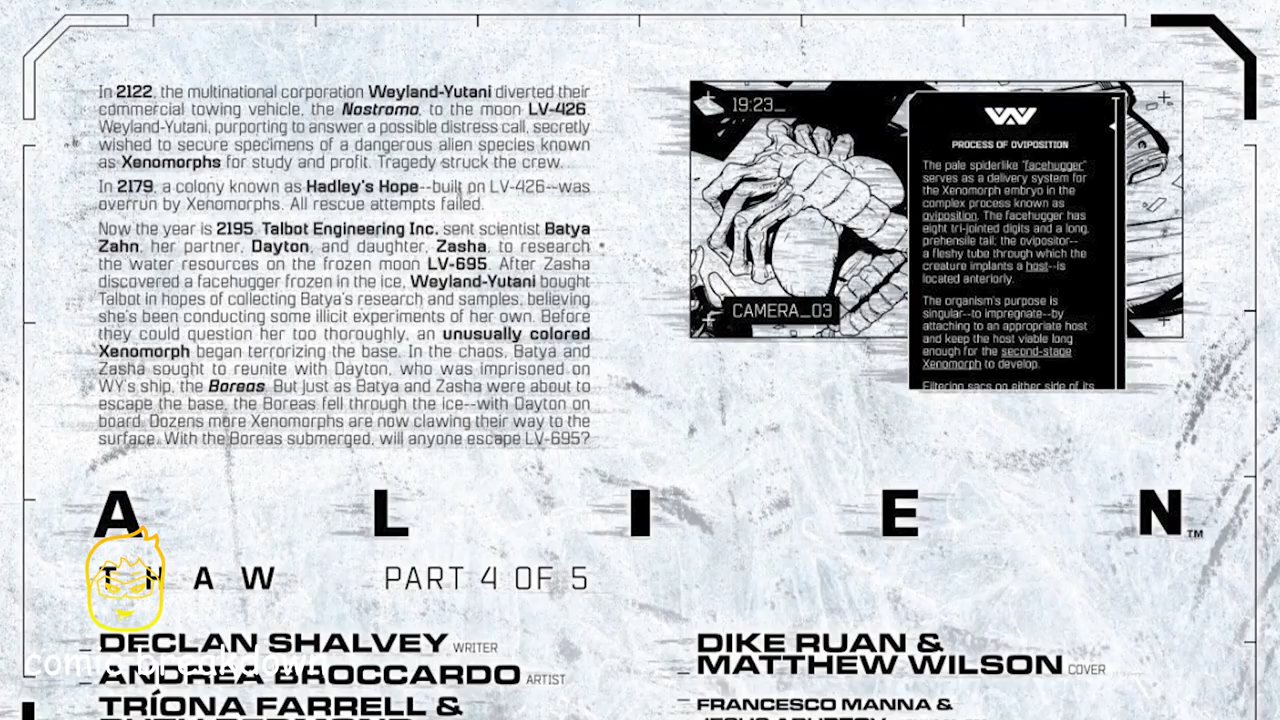 In 2122, the multinational corporation Weyland-Yutani diverted their
commercial towing vehicle, the Nostromo, to the moon LV-426.
Weyland-Yutani, purporting to answer a possible distress call, secretly
wished to secure specimens of a dangerous alien species known
as Xenomorphs for study and profit. Tragedy struck the crew.
In 2179, a colony known as Hadley's Hope--built on LV-426--was
overrun by Xenomorphs. All rescue attempts failed.
Now the year is 2195. Talbot Engineering Inc. sent scientist Batya
Zahn, her partner, Dayton, and daughter, Zasha, to research
the water resources on the frozen moon LV-695. After Zasha
discovered a facehugger frozen in the ice, Weyland-Yutani bought
Talbot in hopes of collecting Batya's research and samples, believing
she's been conducting some illicit experiments of her own. Before
they could question her too thoroughly, an unusually colored
Xenomorph began terrorizing the base. In the chaos, Batya and
Zasha sought to reunite with Dayton, who was imprisoned on
WY's ship, the Boreas. But just as Batya and Zasha were about to
escape the base, the Boreas fell through the ice--with Dayton on
board. Dozens more Xenomorphs are now clawing their way to the
surface. With the Boreas submerged, will anyone escape LV-695?
19:23_
CAMERA_03
PROCESS OF OVIPOSITION
The pale spiderlike "facehugger"
serves as a delivery system for
the Xenomorph embryo in the
complex process known as
oviposition. The facehugger has
eight tri-jointed digits and a long,
prehensile tail; the ovipositor--
a fleshy tube through which the
creature implants a host--is
located anteriorly.
The organism's purpose is
singular--to impregnate--by
attaching to an appropriate host
and keep the host viable long
enough for the second-stage
Xenomorph to develop.
Filtering sacs on either side of its
A L I E N TM
THAW PART 4 OF 5
DECLAN SHALVEY WRITER
ANDREA BROCCARDO ARTIST
TRÍONA FARRELL &
comic breakdown
DIKE RUAN &
MATTHEW WILSON COVER
FRANCESCO MANNA &